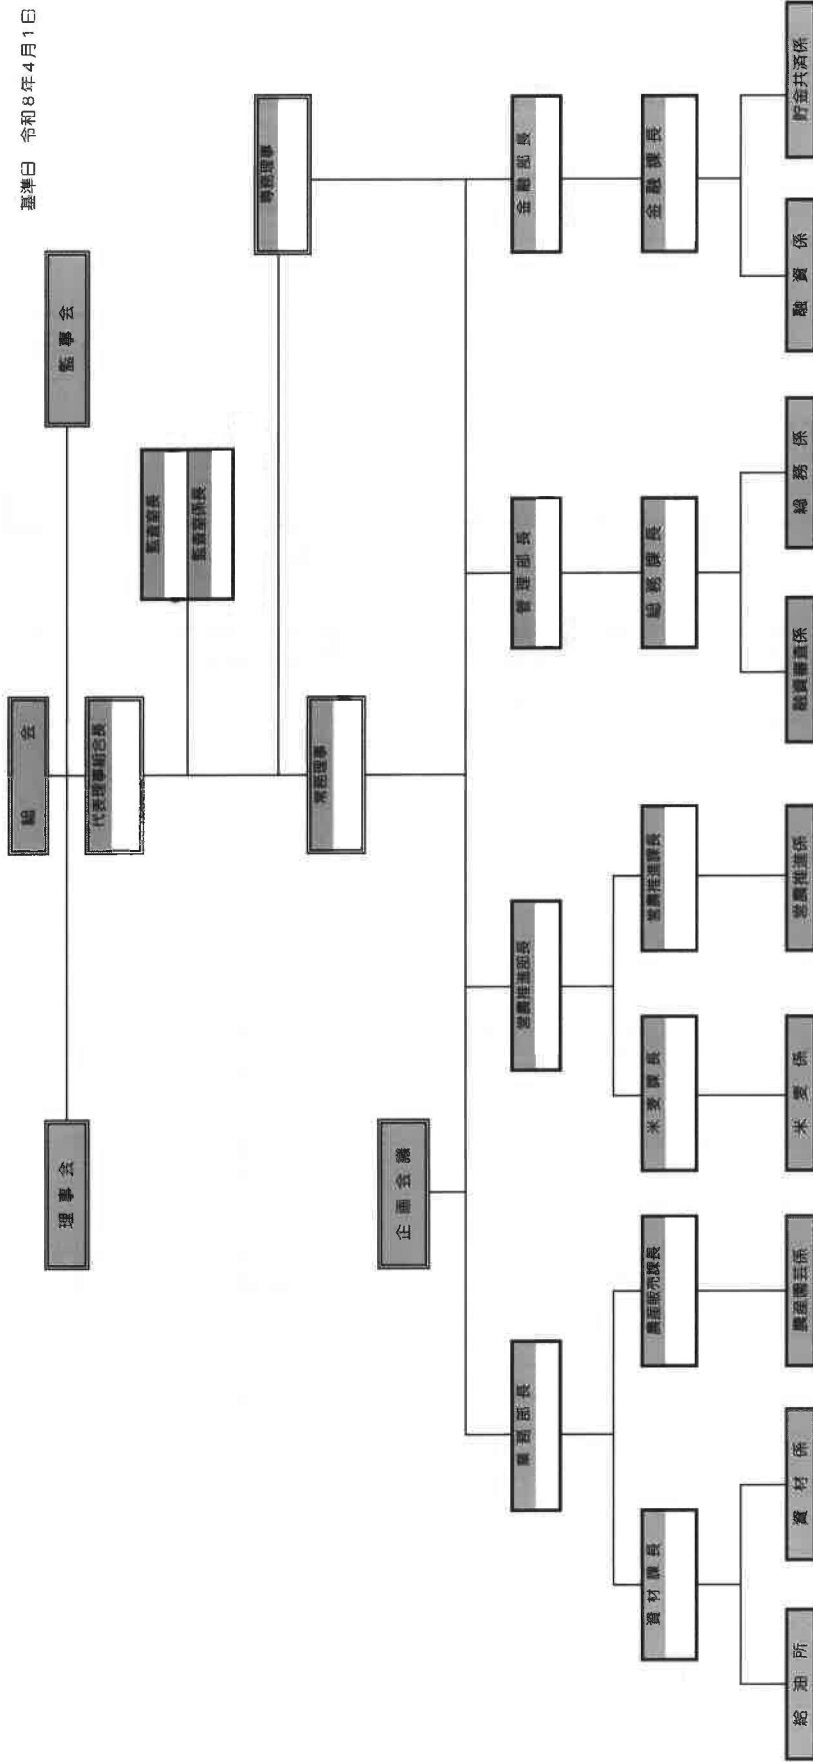 基準日 令和8年4月1日
総会
理事会
監事会
代表理事組合長
監査室長
監査室係長
専務理事
常務理事
企画会議
業務部長
営農推進部長
管理部長
金融部長
資材課長
農産販売課長
米麦課長
営農推進課長
総務課長
金融課長
給油所
資材係
農産園芸係
米麦係
営農推進係
融資審査係
総務係
融資係
貯金共済係